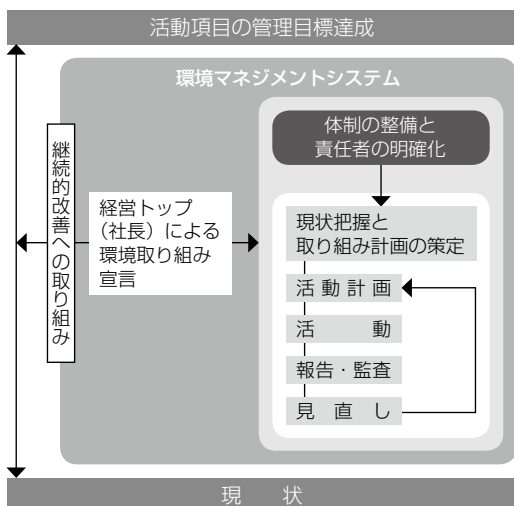 活動項目の管理目標達成
環境マネジメントシステム
体制の整備と
責任者の明確化
継続的改善への取り組み
経営トップ
（社長）による
環境取り組み
宣言
現状把握と
取り組み計画の策定
活動計画
活　　動
報告・監査
見　直　し
現　　状